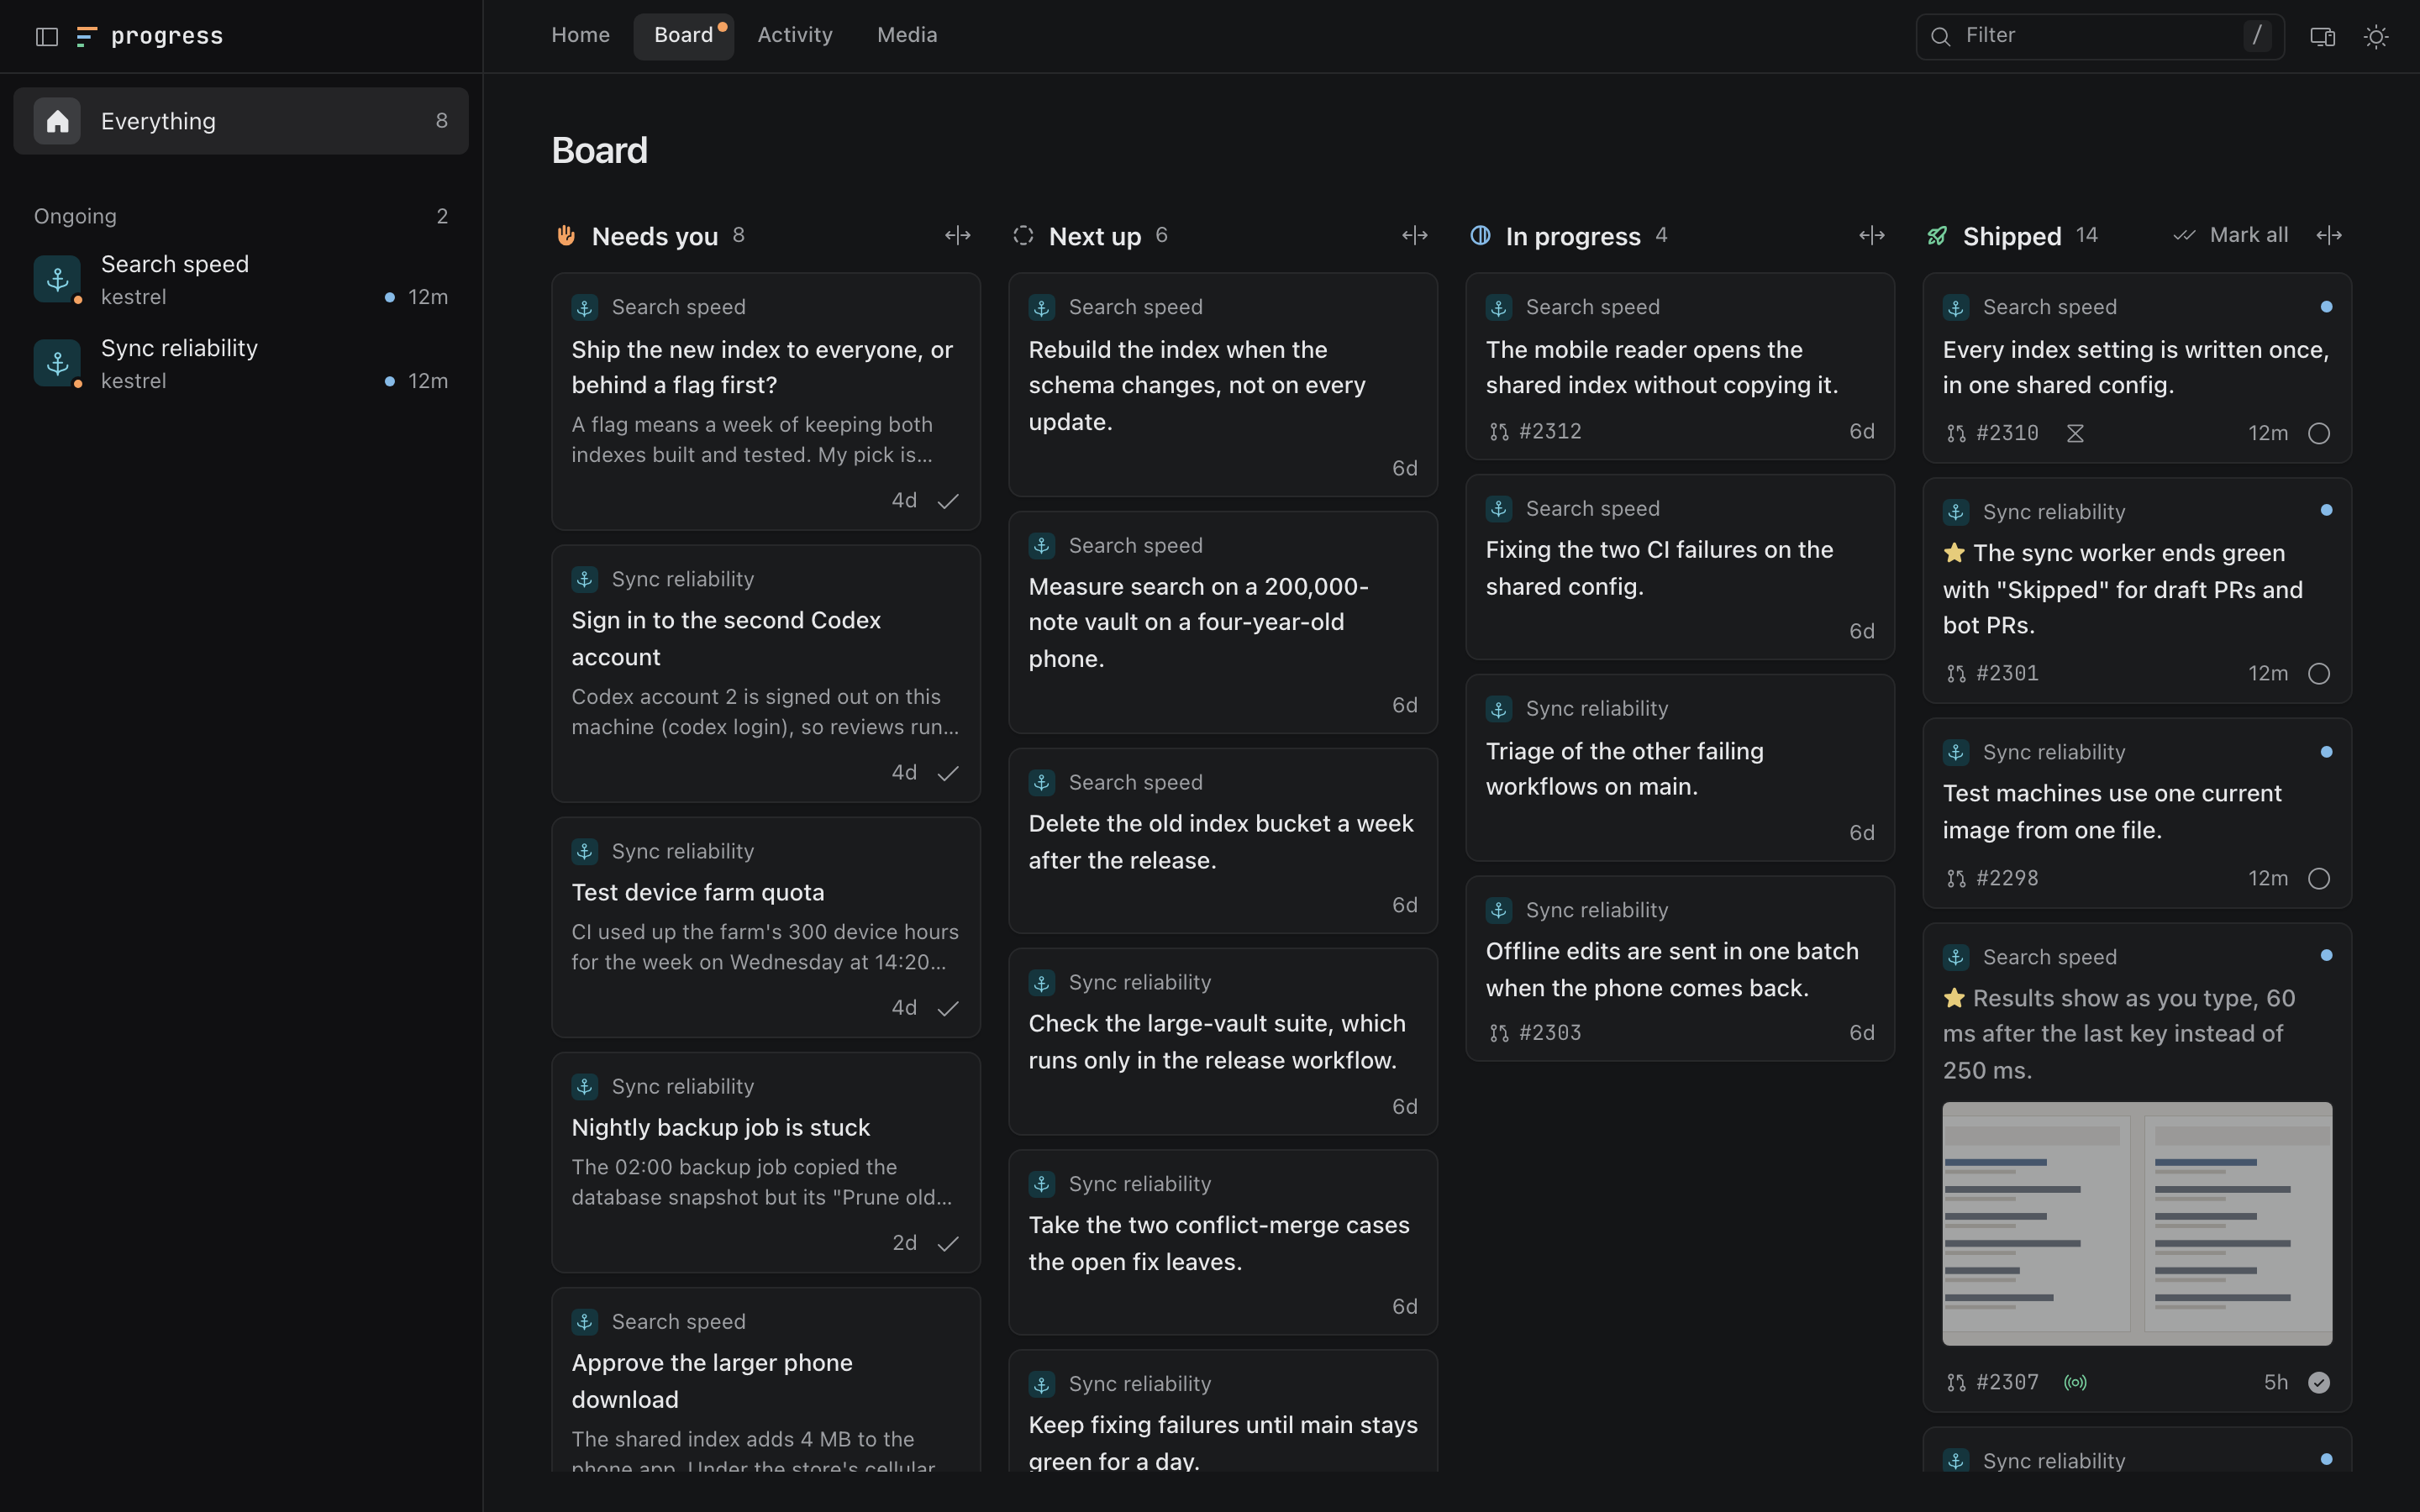 progress
Home
Board
Activity
Media
Filter
/
Everything
8
Ongoing
2
Search speed
kestrel
12m
Sync reliability
kestrel
12m
Board
Needs you 8
Search speed
Ship the new index to everyone, or
behind a flag first?
A flag means a week of keeping both
indexes built and tested. My pick is...
4d
Sync reliability
Sign in to the second Codex
account
Codex account 2 is signed out on this
machine (codex login), so reviews run...
4d
Sync reliability
Test device farm quota
CI used up the farm's 300 device hours
for the week on Wednesday at 14:20...
4d
Sync reliability
Nightly backup job is stuck
The 02:00 backup job copied the
database snapshot but its "Prune old...
2d
Search speed
Approve the larger phone
download
The shared index adds 4 MB to the
phone app. Under the store's cellular
Next up 6
Search speed
Rebuild the index when the
schema changes, not on every
update.
6d
Search speed
Measure search on a 200,000-
note vault on a four-year-old
phone.
6d
Search speed
Delete the old index bucket a week
after the release.
6d
Sync reliability
Check the large-vault suite, which
runs only in the release workflow.
6d
Sync reliability
Take the two conflict-merge cases
the open fix leaves.
6d
Sync reliability
Keep fixing failures until main stays
green for a day.
In progress 4
Search speed
The mobile reader opens the
shared index without copying it.
#2312
6d
Search speed
Fixing the two CI failures on the
shared config.
6d
Sync reliability
Triage of the other failing
workflows on main.
6d
Sync reliability
Offline edits are sent in one batch
when the phone comes back.
#2303
6d
Shipped 14
Mark all
Search speed
Every index setting is written once,
in one shared config.
#2310
12m
Sync reliability
The sync worker ends green
with "Skipped" for draft PRs and
bot PRs.
#2301
12m
Sync reliability
Test machines use one current
image from one file.
#2298
12m
Search speed
Results show as you type, 60
ms after the last key instead of
250 ms.
#2307
5h
Sync reliability